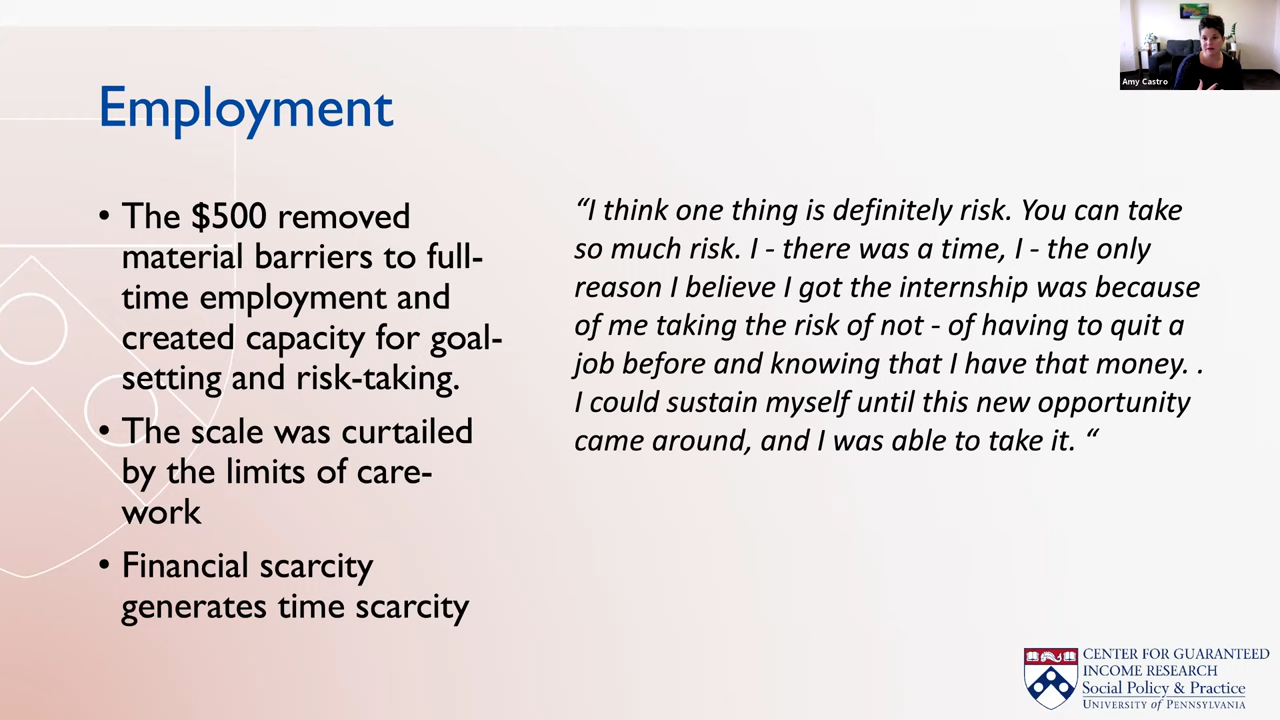 Amy Castro
Employment
• The $500 removed
material barriers to full-
time employment and
created capacity for goal-
setting and risk-taking.
• The scale was curtailed
by the limits of care-
work
• Financial scarcity
generates time scarcity
“I think one thing is definitely risk. You can take
so much risk. I - there was a time, I - the only
reason I believe I got the internship was because
of me taking the risk of not - of having to quit a
job before and knowing that I have that money. .
I could sustain myself until this new opportunity
came around, and I was able to take it. “
CENTER FOR GUARANTEED
INCOME RESEARCH
Social Policy & Practice
UNIVERSITY of PENNSYLVANIA